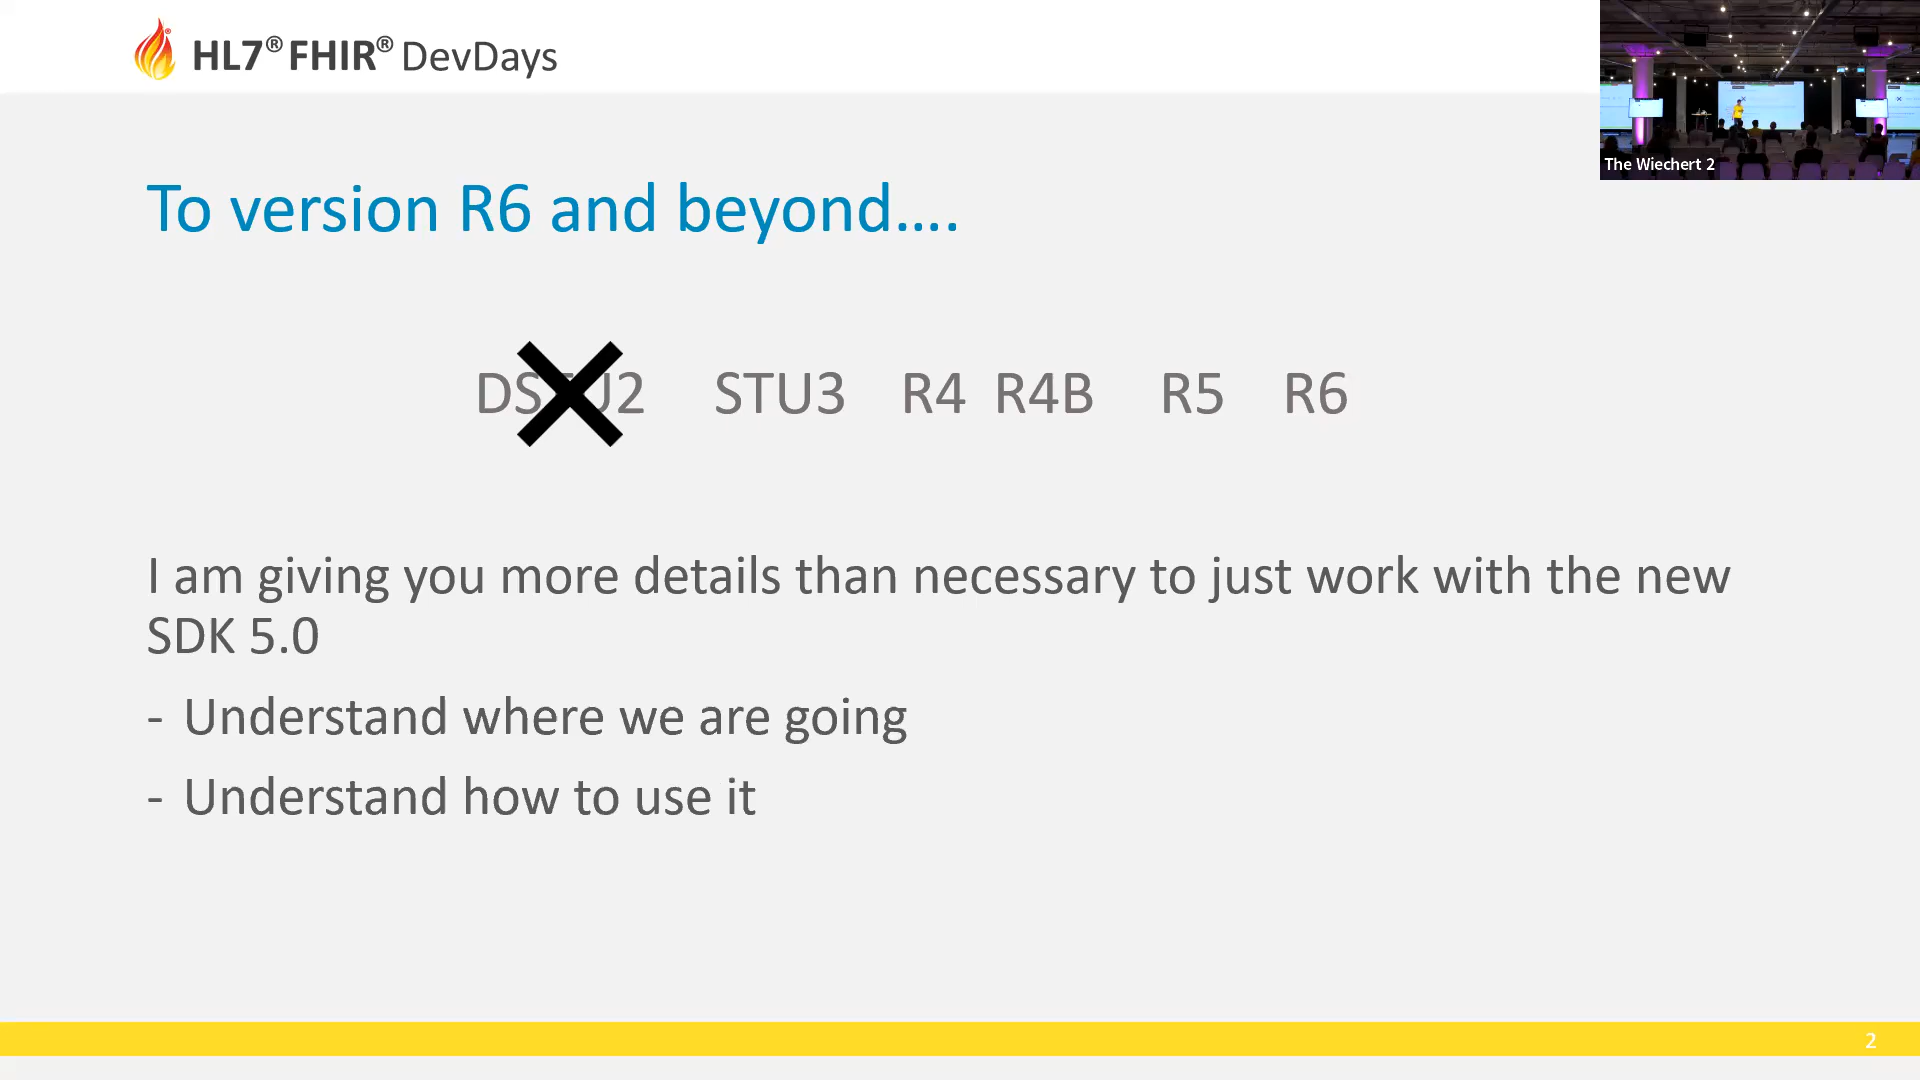 HL7® FHIR® DevDays
The Wiechert 2
To version R6 and beyond....
STU3 R4 R4B R5 R6
I am giving you more details than necessary to just work with the new
SDK 5.0
- Understand where we are going
- Understand how to use it
2